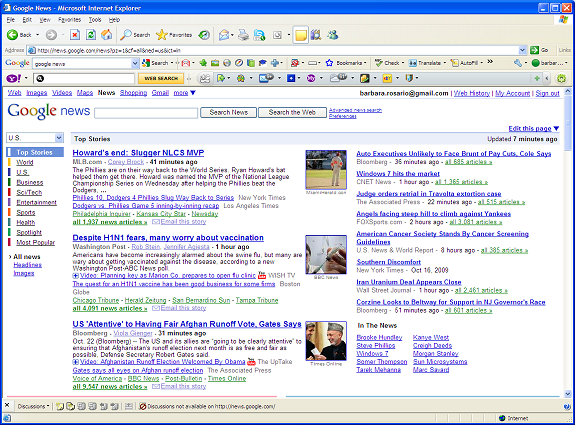 Google News - Microsoft Internet Explorer
File Edit View Favorites Tools Help
Back Search Favorites
Address http://news.google.com/news?pz=1&cf=all&ned=us&ict=ln Go Links
Google google news Search Bookmarks Check Translate AutoFill barbar...
Y! WEB SEARCH
Web Images Videos Maps News Shopping Gmail more ▼ barbara.rosario@gmail.com | Web History | My Account | Sign out
Google news Search News Search the Web Advanced news search
Preferences
Edit this page ▼
U.S. Top Stories Updated 7 minutes ago
Top Stories
World
U.S.
Business
Sci/Tech
Entertainment
Sports
Health
Spotlight
Most Popular
› All news
Headlines
Images
Howard's end: Slugger NLCS MVP
MLB.com - Corey Brock - 41 minutes ago
The Phillies are on their way back to the World Series. Ryan Howard's bat
helped them get there. Howard was named the MVP of the National League
Championship Series on Wednesday after helping the Phillies beat the
Dodgers. ...
Phillies 10, Dodgers 4 Phillies Slug Way Back to Series New York Times
Dodgers vs. Phillies Game 5 inning-by-inning recap Los Angeles Times
Philadelphia Inquirer - Kansas City Star - Newsday
all 1,937 news articles » Email this story
Miami Herald
Despite H1N1 fears, many worry about vaccination
Washington Post - Rob Stein, Jennifer Agiesta - 1 hour ago
Americans have become increasingly alarmed about the swine flu, but many are
wary about getting vaccinated against the disease, according to a new
Washington Post-ABC News poll.
Video: Planning key as Marion Co. prepares to open flu clinic WISH TV
The quest for an H1N1 vaccine has been good business for some firms Boston
Globe
Chicago Tribune - Herald Zeitung - San Bernardino Sun - Tampa Tribune
all 4,091 news articles » Email this story
BBC News
US 'Attentive' to Having Fair Afghan Runoff Vote, Gates Says
Bloomberg - Viola Gienger - 31 minutes ago
Oct. 22 (Bloomberg) -- The US and its allies are "going to be clearly attentive" to
ensuring that Afghanistan's runoff election next month is as free and fair as
possible, Defense Secretary Robert Gates said.
Video: Afghanistan Runoff Election Welcomed By Obama The UpTake
Gates says all eyes on Afghan runoff election The Associated Press
Voice of America - BBC News - Post-Bulletin - Times Online
all 9,547 news articles » Email this story
Times Online
Auto Executives Unlikely to Face Brunt of Pay Cuts, Cole Says
Bloomberg - 36 minutes ago - all 685 articles »
Windows 7 hits the market
CNET News - 1 hour ago - all 1,365 articles »
Judge orders retrial in Travolta extortion case
The Associated Press - 22 minutes ago - all 515 articles »
Angels facing steep hill to climb against Yankees
FOXSports.com - 2 hours ago - all 3,081 articles »
American Cancer Society Stands By Cancer Screening
Guidelines
U.S. News & World Report - 8 hours ago - all 385 articles »
Southern Discomfort
New York Times - Oct 16, 2009
Iran Uranium Deal Appears Close
Wall Street Journal - 1 hour ago - all 2,461 articles »
Corzine Looks to Beltway for Support in NJ Governor's Race
Bloomberg - 51 minutes ago - all 601 articles »
In The News
Brooke Hundley Kanye West
Steve Phillips Creigh Deeds
Windows 7 Morgan Stanley
Somer Thompson Sun Microsystems
Tarek Mehanna Marc Savard
Discussions Discussions not available on http://news.google.com/
Internet